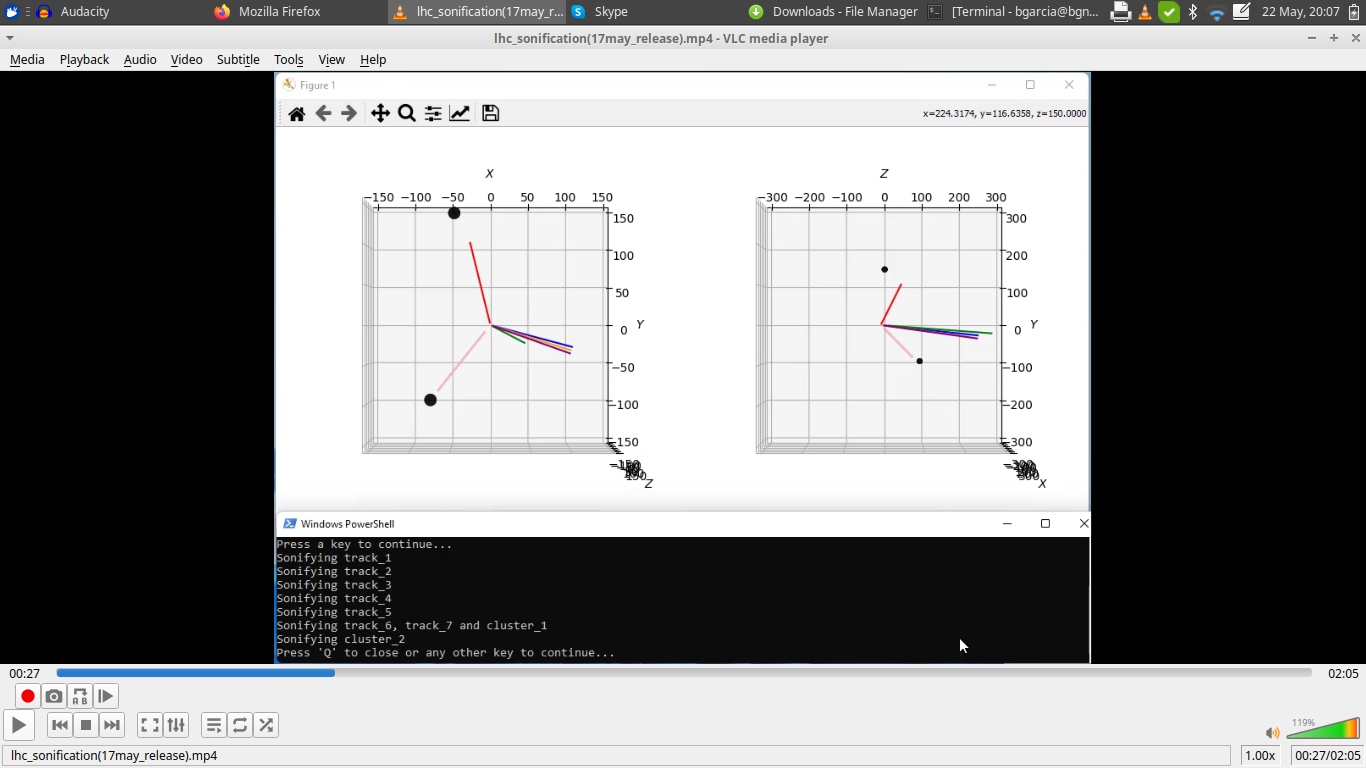 Audacity
Mozilla Firefox
lhc_sonification(17may_r...
Skype
Downloads - File Manager
[Terminal - bgarcia@bgn...
22 May, 20:07
lhc_sonification(17may_release).mp4 - VLC media player
Media Playback Audio Video Subtitle Tools View Help
Figure 1
x=224.3174, y=116.6358, z=150.0000
X
−150 −100 −50 0 50 100 150
150
100
50
0 Y
−50
−100
−150
Z
Z
−300 −200 −100 0 100 200 300
300
200
100
0 Y
−100
−200
−300
X
Windows PowerShell
Press a key to continue...
Sonifying track_1
Sonifying track_2
Sonifying track_3
Sonifying track_4
Sonifying track_5
Sonifying track_6, track_7 and cluster_1
Sonifying cluster_2
Press 'Q' to close or any other key to continue...
00:27 02:05
A B
119%
lhc_sonification(17may_release).mp4 1.00x 00:27/02:05